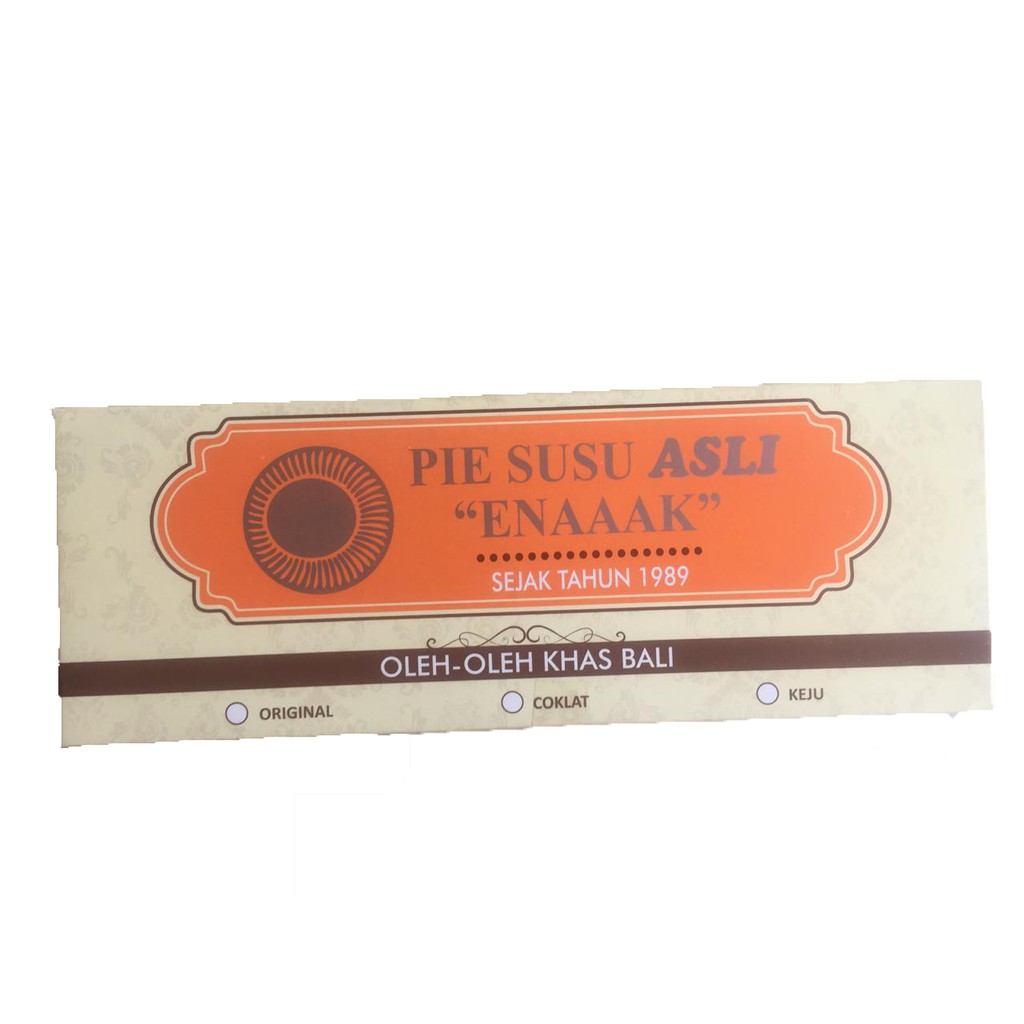 PIE SUSU ASLI
“ENAAAK”
SEJAK TAHUN 1989
OLEH-OLEH KHAS BALI
ORIGINAL COKLAT KEJU